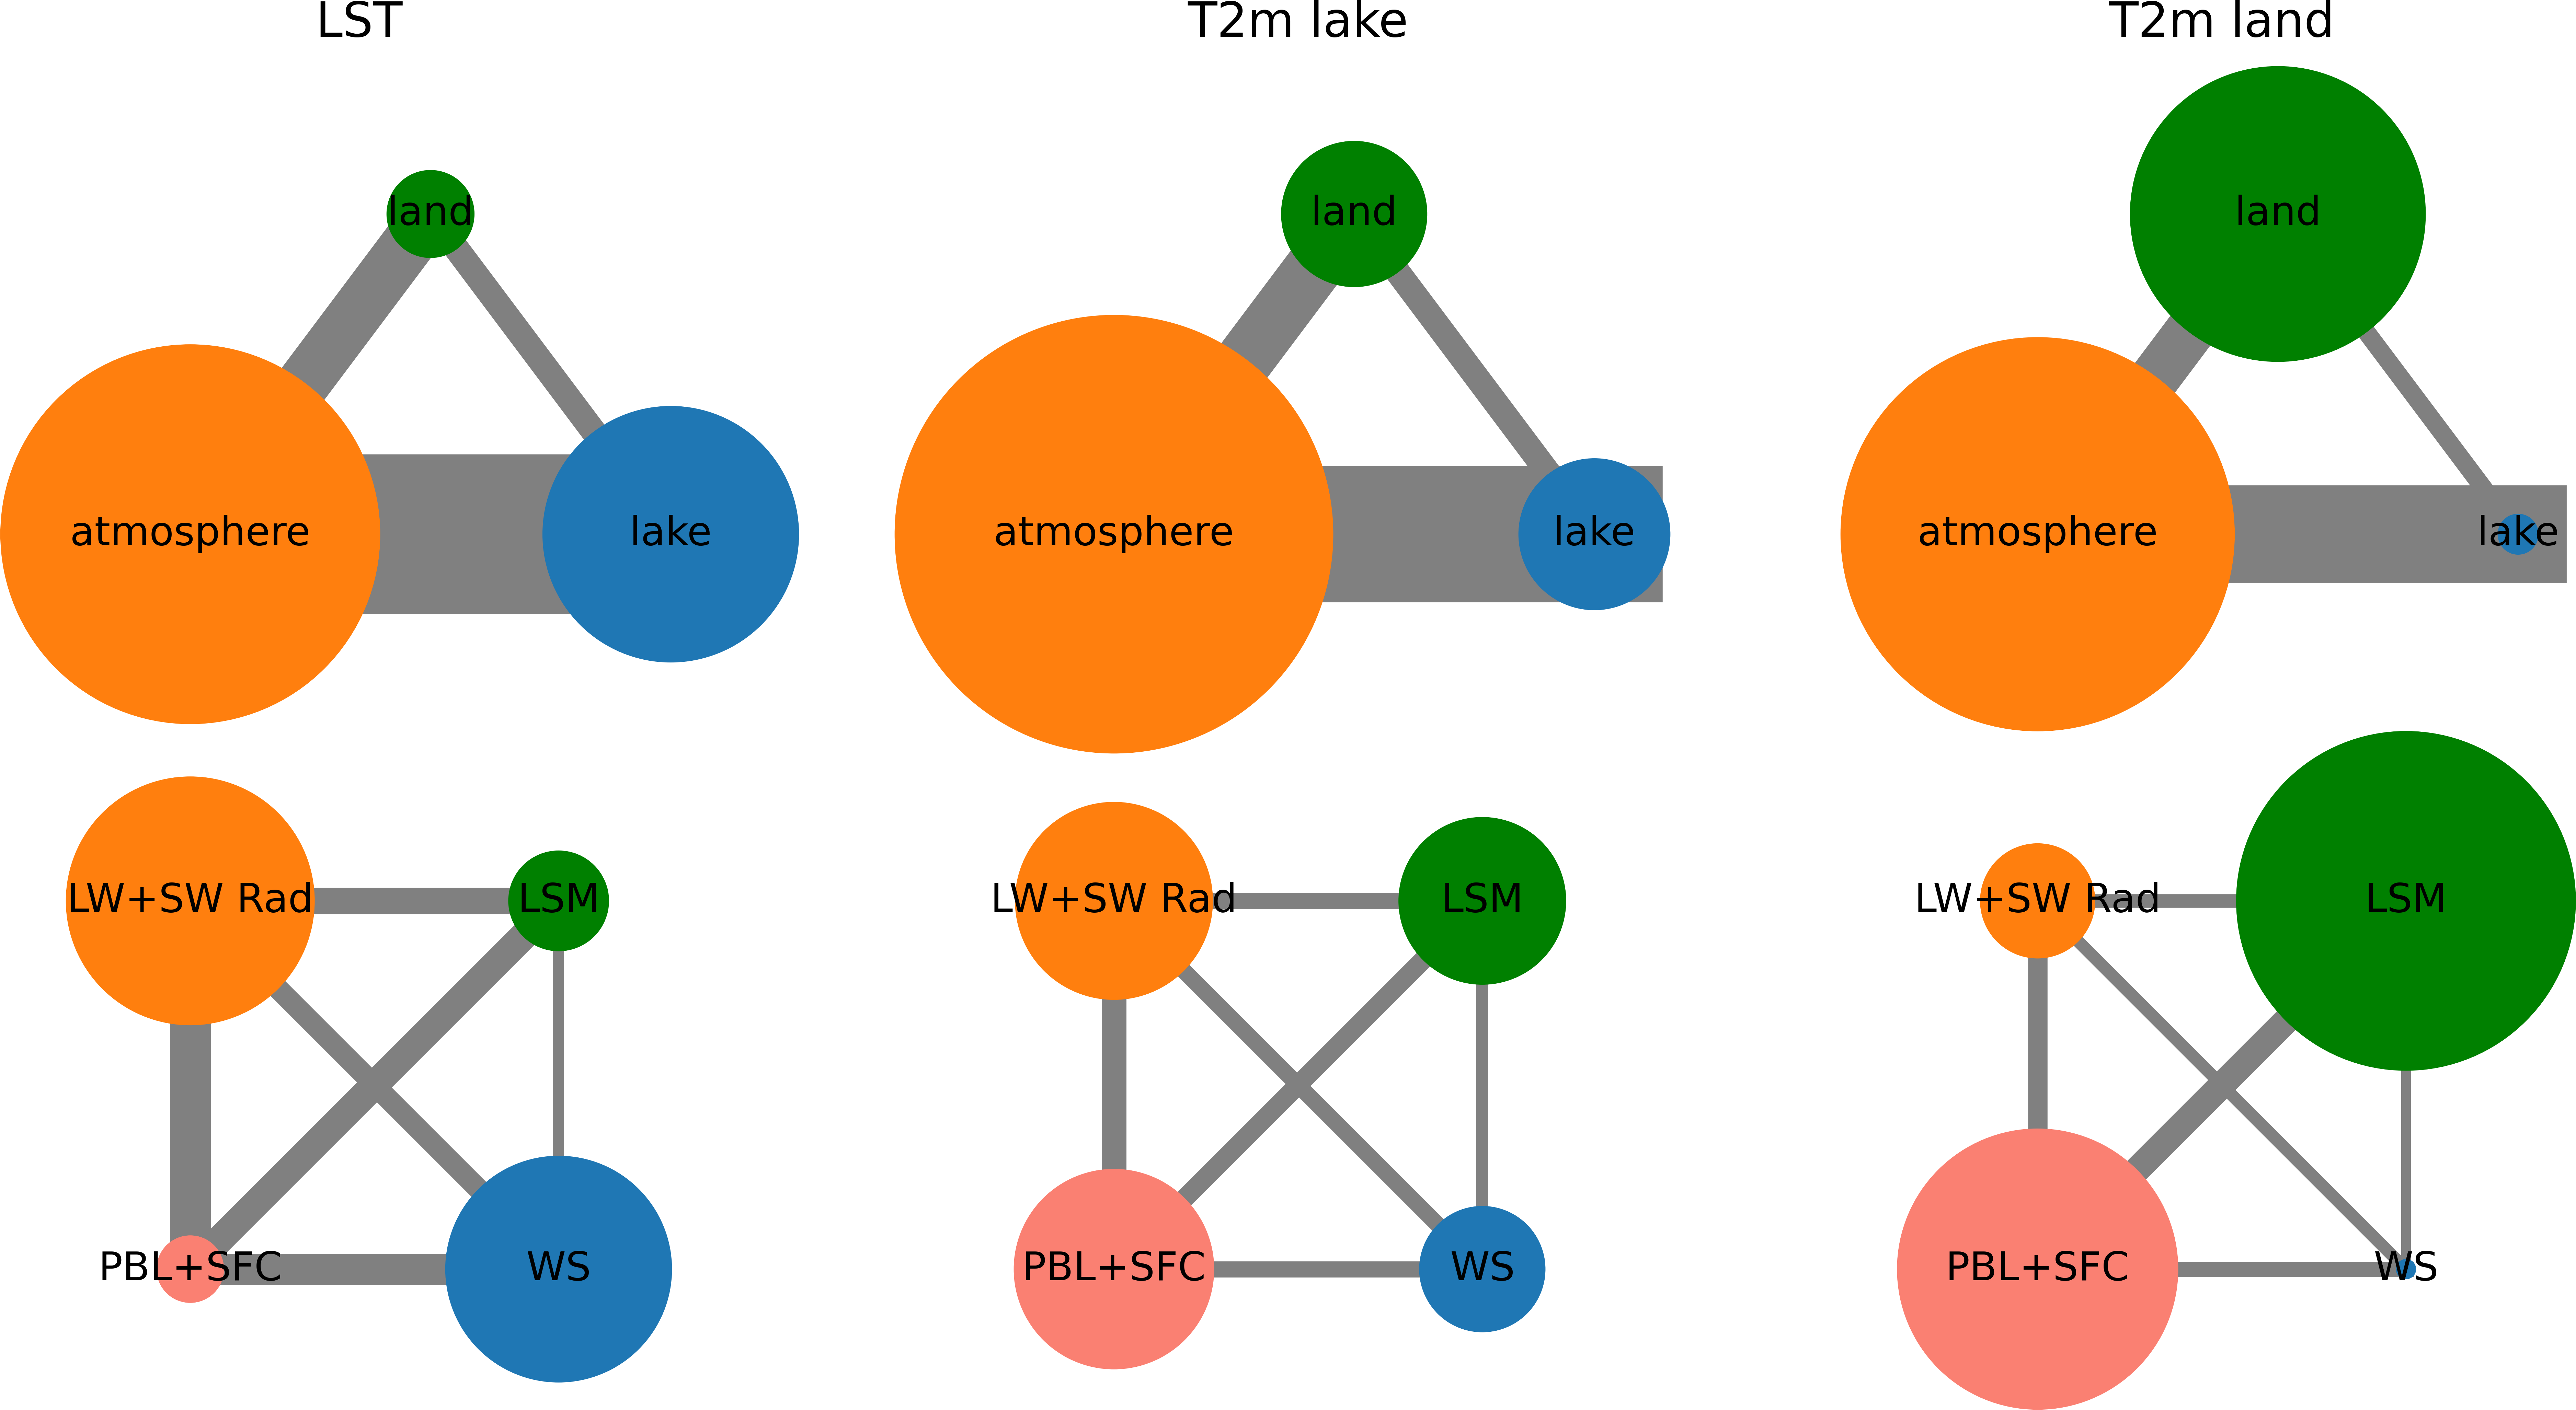 LST
T2m lake
T2m land
land
land
land
atmosphere
lake
atmosphere
lake
atmosphere
lake
LW+SW Rad
LSM
LW+SW Rad
LSM
LW+SW Rad
LSM
PBL+SFC
WS
PBL+SFC
WS
PBL+SFC
WS